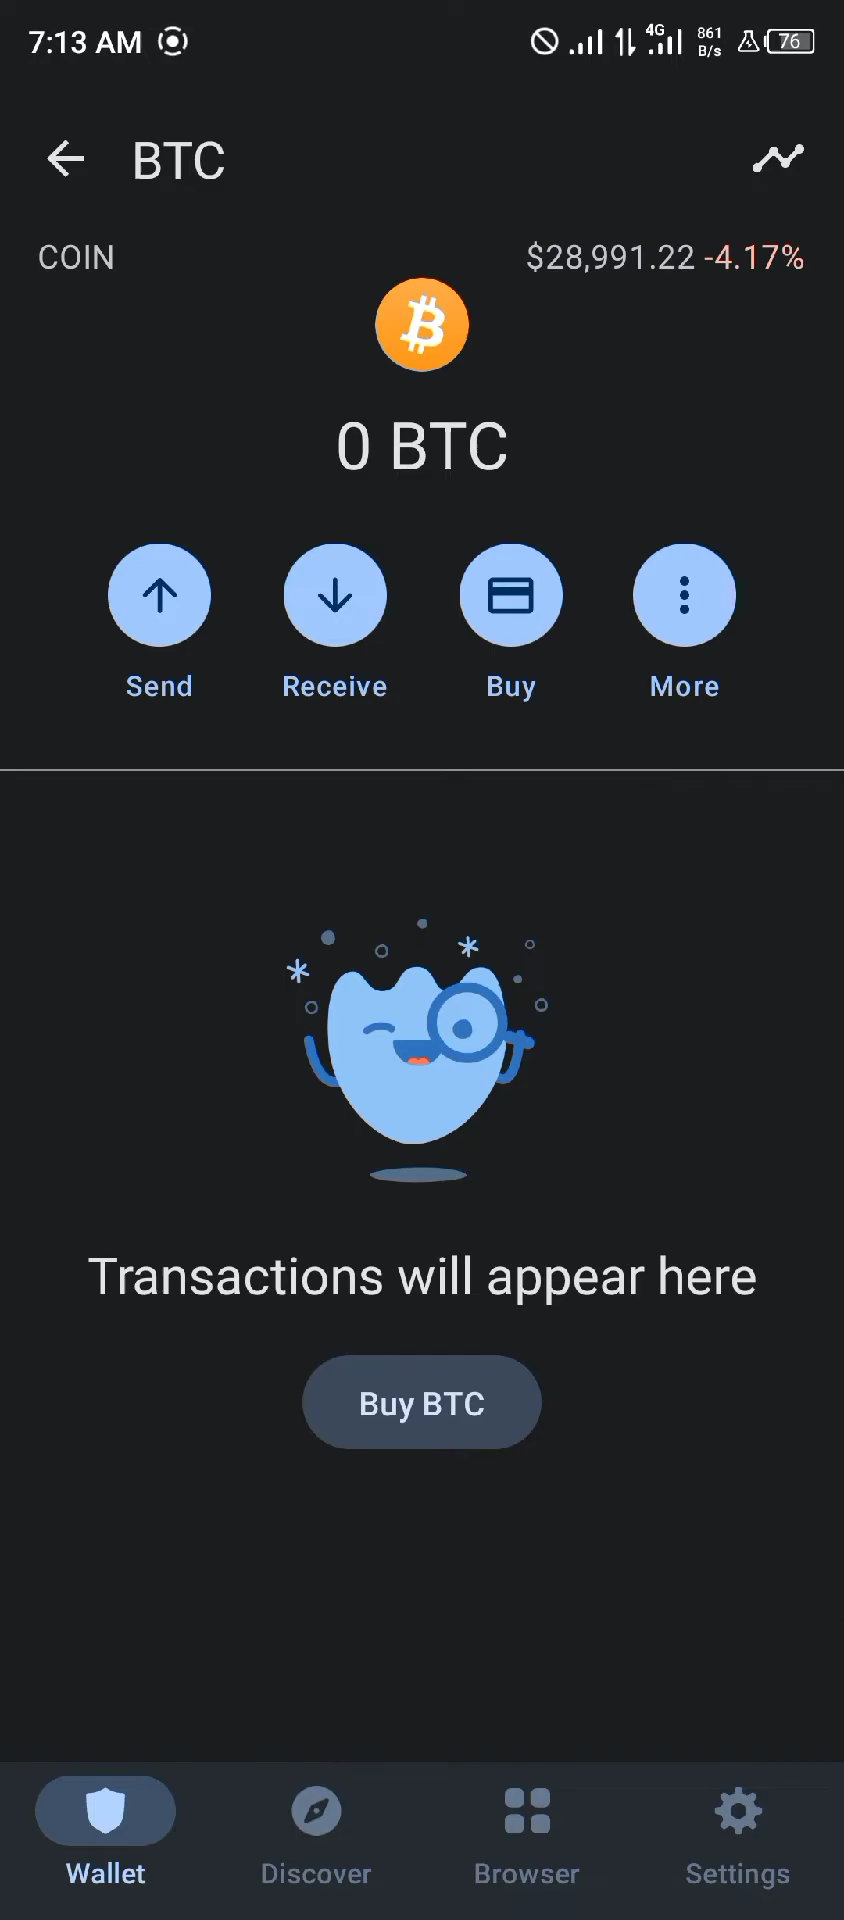 7:13 AM 4G 861 B/s 76
BTC
COIN $28,991.22 -4.17%
0 BTC
Send Receive Buy More
Transactions will appear here
Buy BTC
Wallet Discover Browser Settings